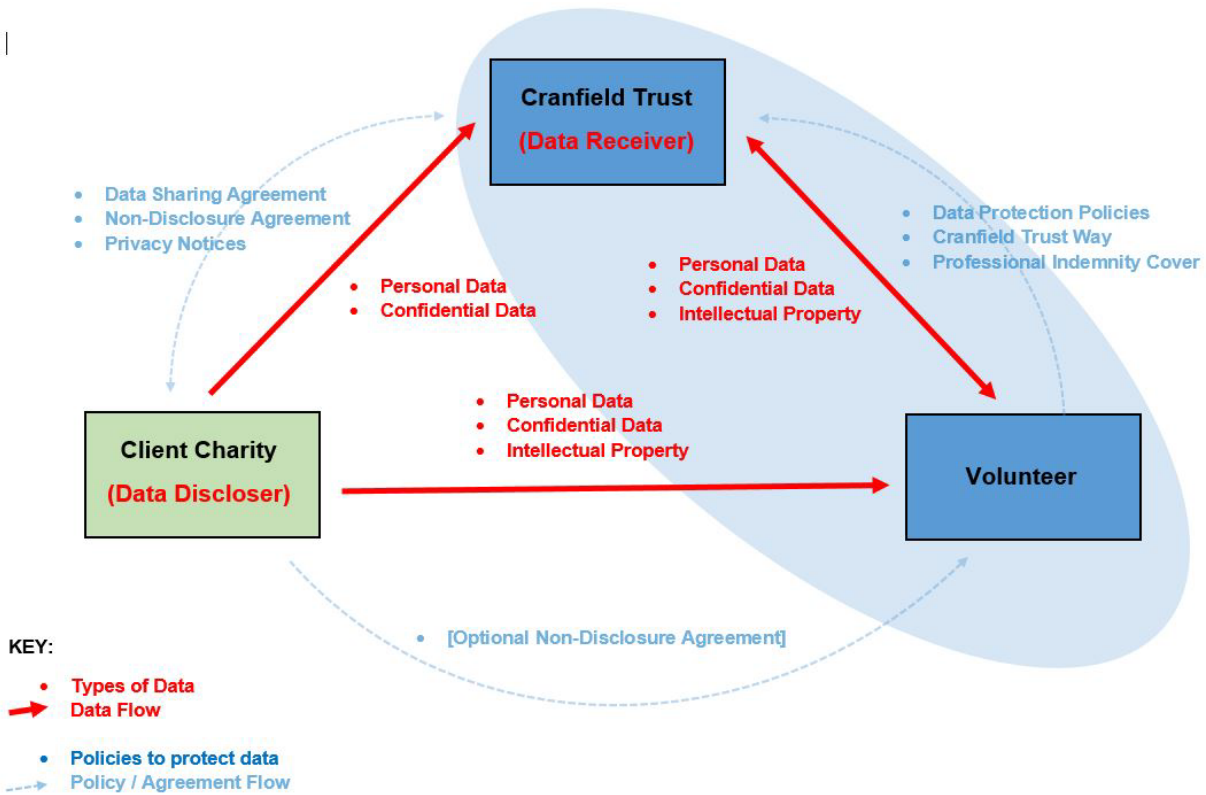 Cranfield Trust
(Data Receiver)
• Data Sharing Agreement
• Non-Disclosure Agreement
• Privacy Notices
• Data Protection Policies
• Cranfield Trust Way
• Professional Indemnity Cover
• Personal Data
• Confidential Data
• Personal Data
• Confidential Data
• Intellectual Property
• Personal Data
• Confidential Data
• Intellectual Property
Client Charity
(Data Discloser)
Volunteer
• [Optional Non-Disclosure Agreement]
KEY:
• Types of Data
Data Flow
• Policies to protect data
Policy / Agreement Flow